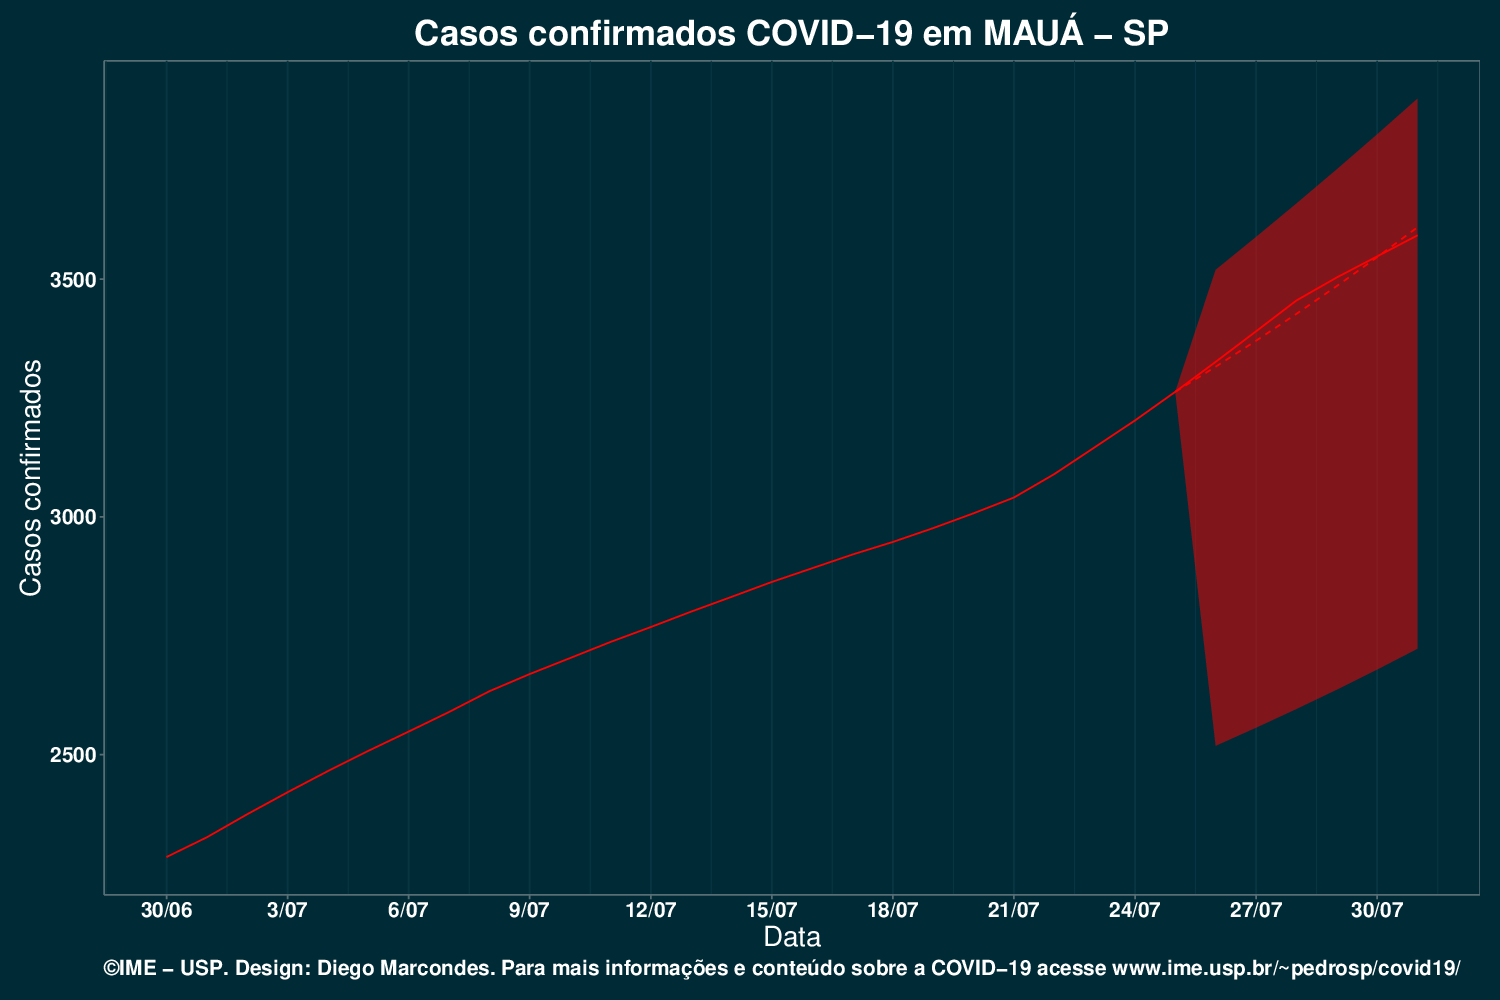 Casos confirmados COVID−19 em MAUÁ − SP
Casos confirmados
3500
3000
2500
30/06 3/07 6/07 9/07 12/07 15/07 18/07 21/07 24/07 27/07 30/07
Data
©IME − USP. Design: Diego Marcondes. Para mais informações e conteúdo sobre a COVID−19 acesse www.ime.usp.br/~pedrosp/covid19/